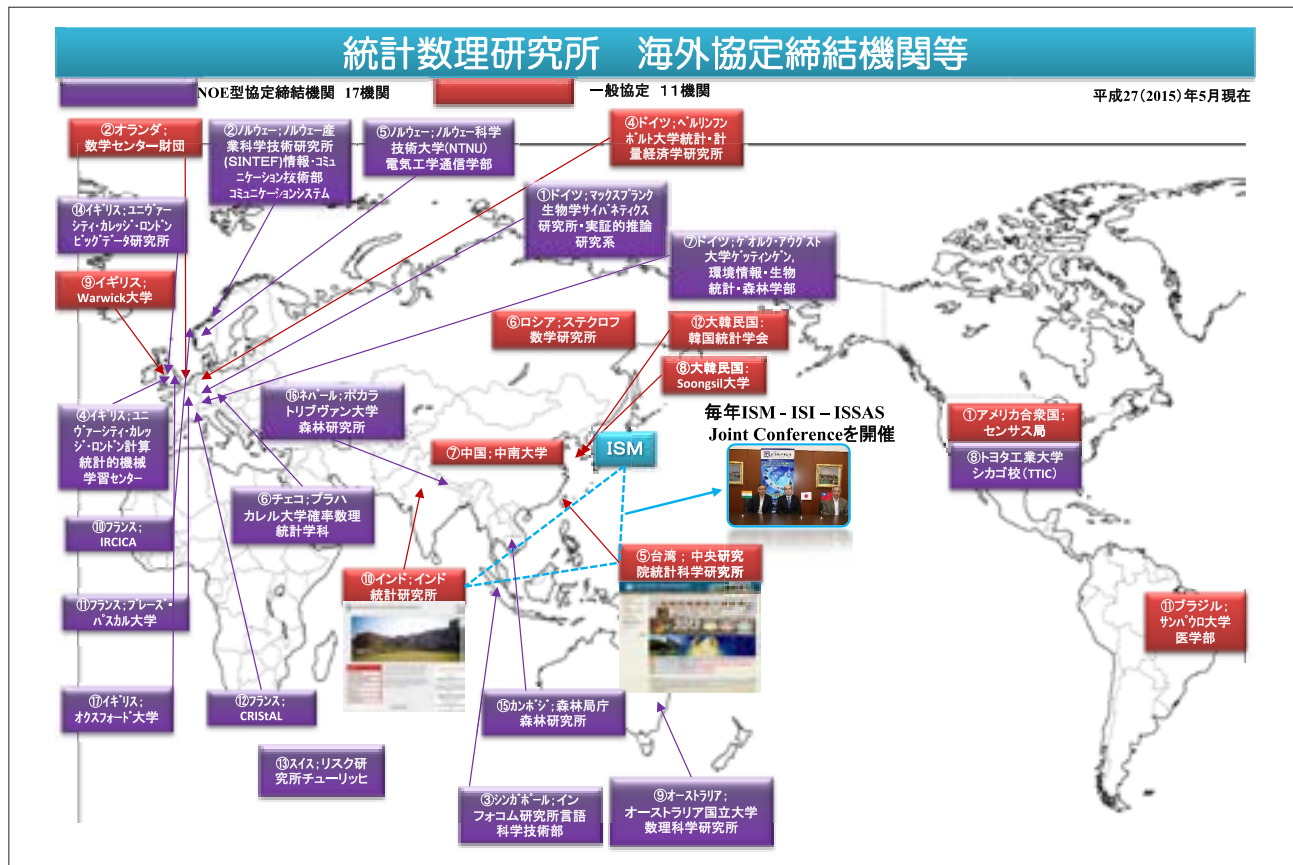 統計数理研究所　海外協定締結機関等
NOE型協定締結機関 17機関
一般協定 11機関
平成27(2015)年5月現在
②オランダ;
数学センター財団
②ノルウェー;ノルウェー産
業科学技術研究所
(SINTEF)情報・コミュ
ニケーション技術部
コミュニケーションシステム
⑤ノルウェー;ノルウェー科学
技術大学(NTNU)
電気工学通信学部
④ドイツ;ベルリンフン
ボルト大学統計・計
量経済学研究所
①ドイツ;マックスプランク
生物学サイバネティクス
研究所・実証的推論
研究系
⑭イギリス;ユニヴァー
シティ・カレッジ・ロンドン
ビッグデータ研究所
⑦ドイツ;ゲオルク・アウグスト
大学ゲッティンゲン,
環境情報・生物
統計・森林学部
⑨イギリス;
Warwick大学
⑥ロシア;ステクロフ
数学研究所
⑫大韓民国:
韓国統計学会
⑧大韓民国:
Soongsil大学
⑯ネパール;ポカラ
トリブヴァン大学
森林研究所
④イギリス;ユニ
ヴァーシティ・カレッ
ジ・ロンドン計算
統計的機械
学習センター
毎年ISM - ISI – ISSAS
Joint Conferenceを開催
①アメリカ合衆国;
センサス局
⑧トヨタ工業大学
シカゴ校(TTIC)
⑦中国;中南大学
ISM
⑥チェコ;プラハ
カレル大学確率数理
統計学科
⑩フランス;
IRCICA
⑤台湾;中央研究
院統計科学研究所
⑩インド;インド
統計研究所
⑪フランス;ブレーズ・
パスカル大学
⑪ブラジル;
サンパウロ大学
医学部
⑰イギリス;
オクスフォード大学
⑫フランス;
CRIStAL
⑮カンボジ;森林局庁
森林研究所
⑬スイス;リスク研
究所チューリッヒ
③シンガポール;イン
フォコム研究所言語
科学技術部
⑨オーストラリア;
オーストラリア国立大学
数理科学研究所